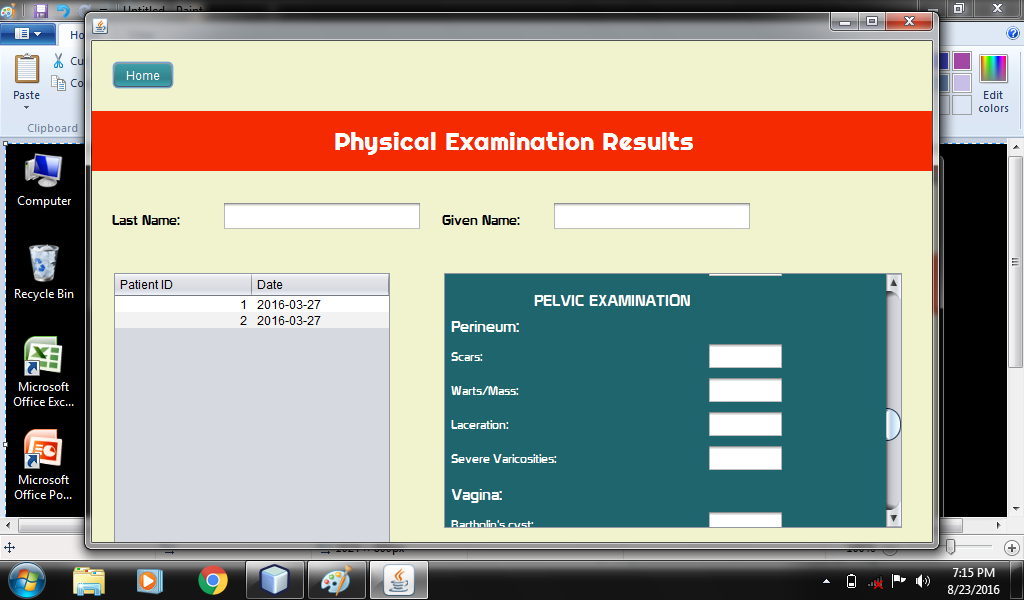 Untitled - Paint
Ho
Home
Cu
Co
Paste
Clipboard
Edit
colors
Physical Examination Results
Computer
Last Name:
Given Name:
Recycle Bin
Patient ID Date
1 2016-03-27
2 2016-03-27
PELVIC EXAMINATION
Perineum:
Scars:
Warts/Mass:
Laceration:
Severe Varicosities:
Vagina:
Bartholin's cyst:
Microsoft
Office Exc...
Microsoft
Office Po...
7:15 PM
8/23/2016